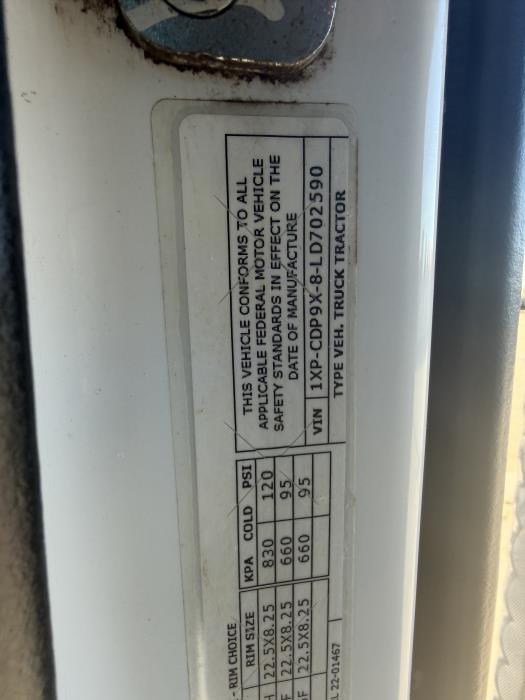 THIS VEHICLE CONFORMS TO ALL
APPLICABLE FEDERAL MOTOR VEHICLE
SAFETY STANDARDS IN EFFECT ON THE
DATE OF MANUFACTURE
VIN 1XP-CDP9X-8-LD702590
TYPE VEH. TRUCK TRACTOR
- RIM CHOICE
RIM SIZE KPA COLD PSI
H 22.5X8.25 830 120
F 22.5X8.25 660 95
F 22.5X8.25 660 95
22-01467